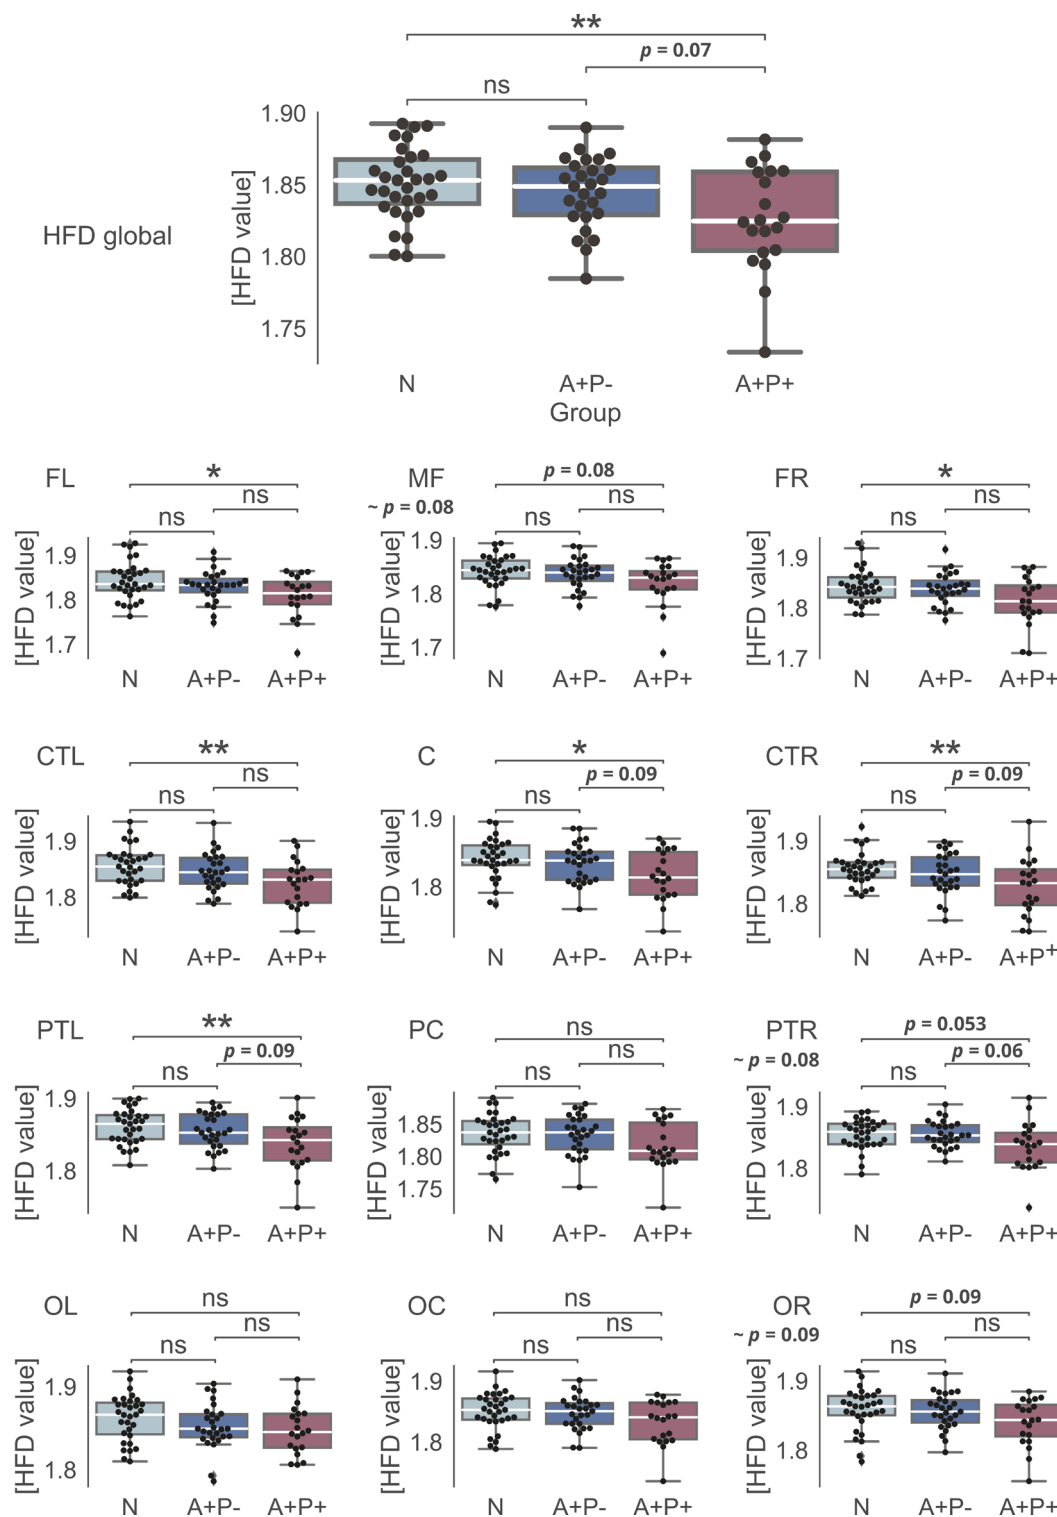 **
p = 0.07
ns
HFD global
[HFD value]
1.90
1.85
1.80
1.75
N A+P- A+P+
Group
FL
*
ns
ns
[HFD value]
1.9
1.8
1.7
N A+P- A+P+
MF
~ p = 0.08
p = 0.08
ns
ns
[HFD value]
1.9
1.8
1.7
N A+P- A+P+
FR
*
ns
ns
[HFD value]
1.9
1.8
1.7
N A+P- A+P+
CTL
**
ns
ns
[HFD value]
1.9
1.8
N A+P- A+P+
C
*
p = 0.09
ns
[HFD value]
1.9
1.8
N A+P- A+P+
CTR
**
p = 0.09
ns
[HFD value]
1.9
1.8
N A+P- A+P+
PTL
**
p = 0.09
ns
[HFD value]
1.9
1.8
N A+P- A+P+
PC
ns
ns
ns
[HFD value]
1.85
1.80
1.75
N A+P- A+P+
PTR
~ p = 0.08
p = 0.053
p = 0.06
ns
[HFD value]
1.9
1.8
N A+P- A+P+
OL
ns
ns
ns
[HFD value]
1.9
1.8
N A+P- A+P+
OC
ns
ns
ns
[HFD value]
1.9
1.8
N A+P- A+P+
OR
~ p = 0.09
p = 0.09
ns
ns
[HFD value]
1.9
1.8
N A+P- A+P+